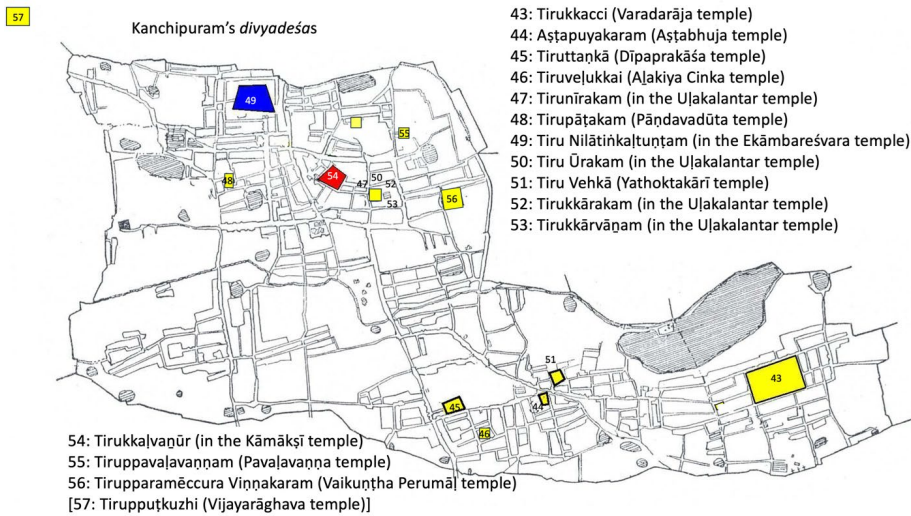 57
Kanchipuram's divyadeśas
43: Tirukkacci (Varadarāja temple)
44: Aṣṭapuyakaram (Aṣṭabhuja temple)
45: Tiruttaṅkā (Dīpaprakāśa temple)
46: Tiruveḷukkai (Aḻakiya Ciṅka temple)
47: Tirunīrakam (in the Uḷakalantar temple)
48: Tirupāṭakam (Pāṇḍavadūta temple)
49: Tiru Nilātiṅkaḷtuṇṭam (in the Ekāmbareśvara temple)
50: Tiru Ūrakam (in the Uḷakalantar temple)
51: Tiru Vehkā (Yathoktakārī temple)
52: Tirukkārakam (in the Uḷakalantar temple)
53: Tirukkārvāṉam (in the Uḷakalantar temple)
49
55
54
50
47
52
48
53
56
51
43
44
45
46
54: Tirukkaḷvaṉūr (in the Kāmākṣī temple)
55: Tiruppavaḷavaṇṇam (Pavaḷavaṇṇa temple)
56: Tirupparamēccura Viṇṇakaram (Vaikuṇṭha Perumāḷ temple)
[57: Tirupputkuzhi (Vijayarāghava temple)]